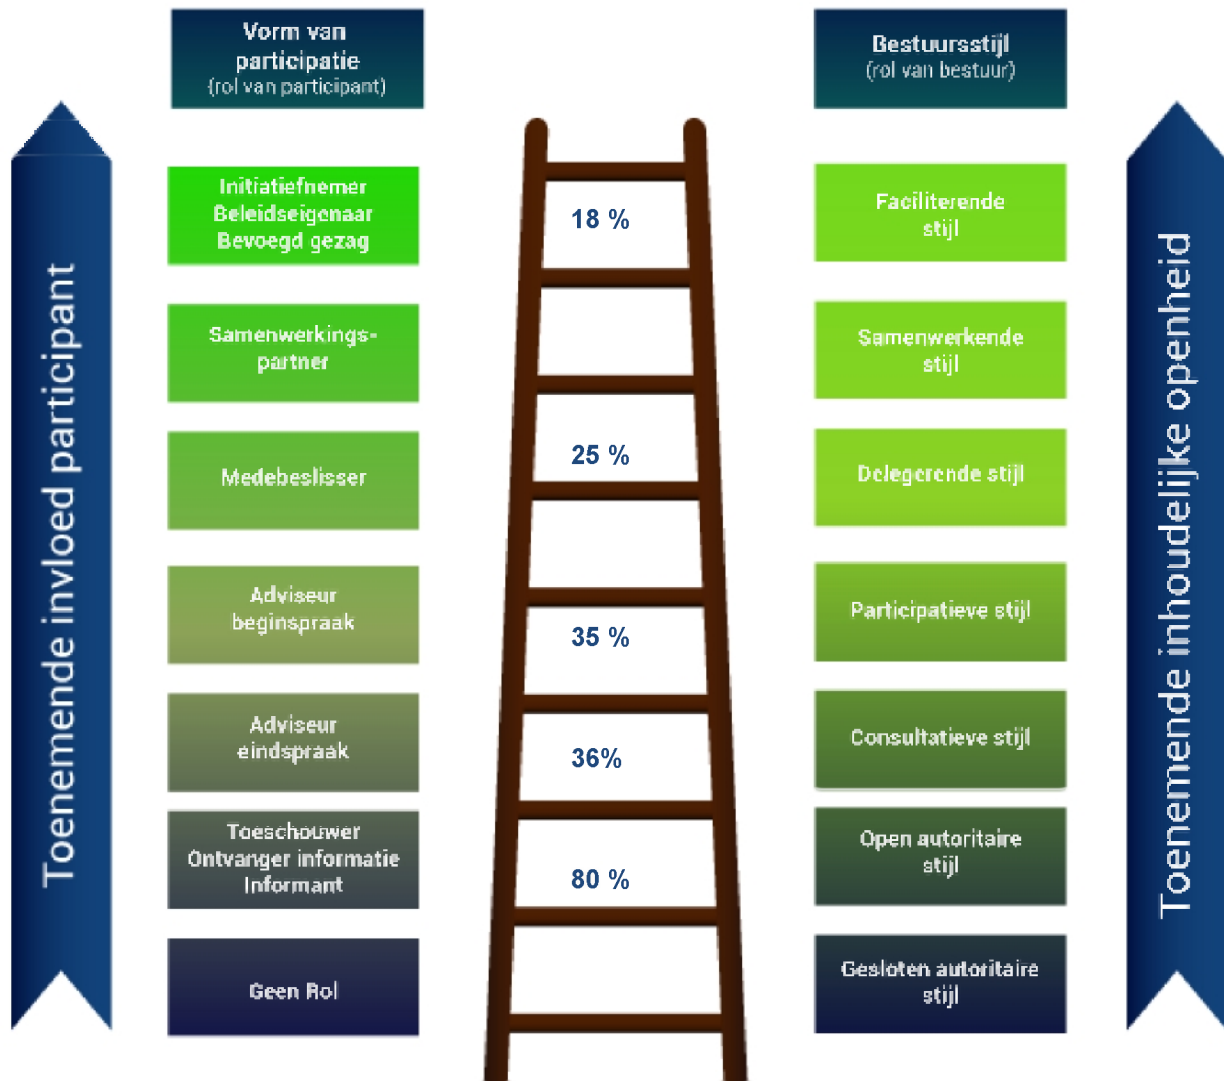 Vorm van
participatie
(rol van participant)
Bestuursstijl
(rol van bestuur)
Toenemende invloed participant
Toenemende inhoudelijke openheid
Initiatiefnemer
Beleidseigenaar
Bevoegd gezag
18 %
Faciliterende
stijl
Samenwerkings-
partner
Samenwerkende
stijl
Medebeslisser
25 %
Delegerende stijl
Adviseur
beginspraak
35 %
Participatieve stijl
Adviseur
eindspraak
36%
Consultatieve stijl
Toeschouwer
Ontvanger informatie
Informant
80 %
Open autoritaire
stijl
Geen Rol
Gesloten autoritaire
stijl